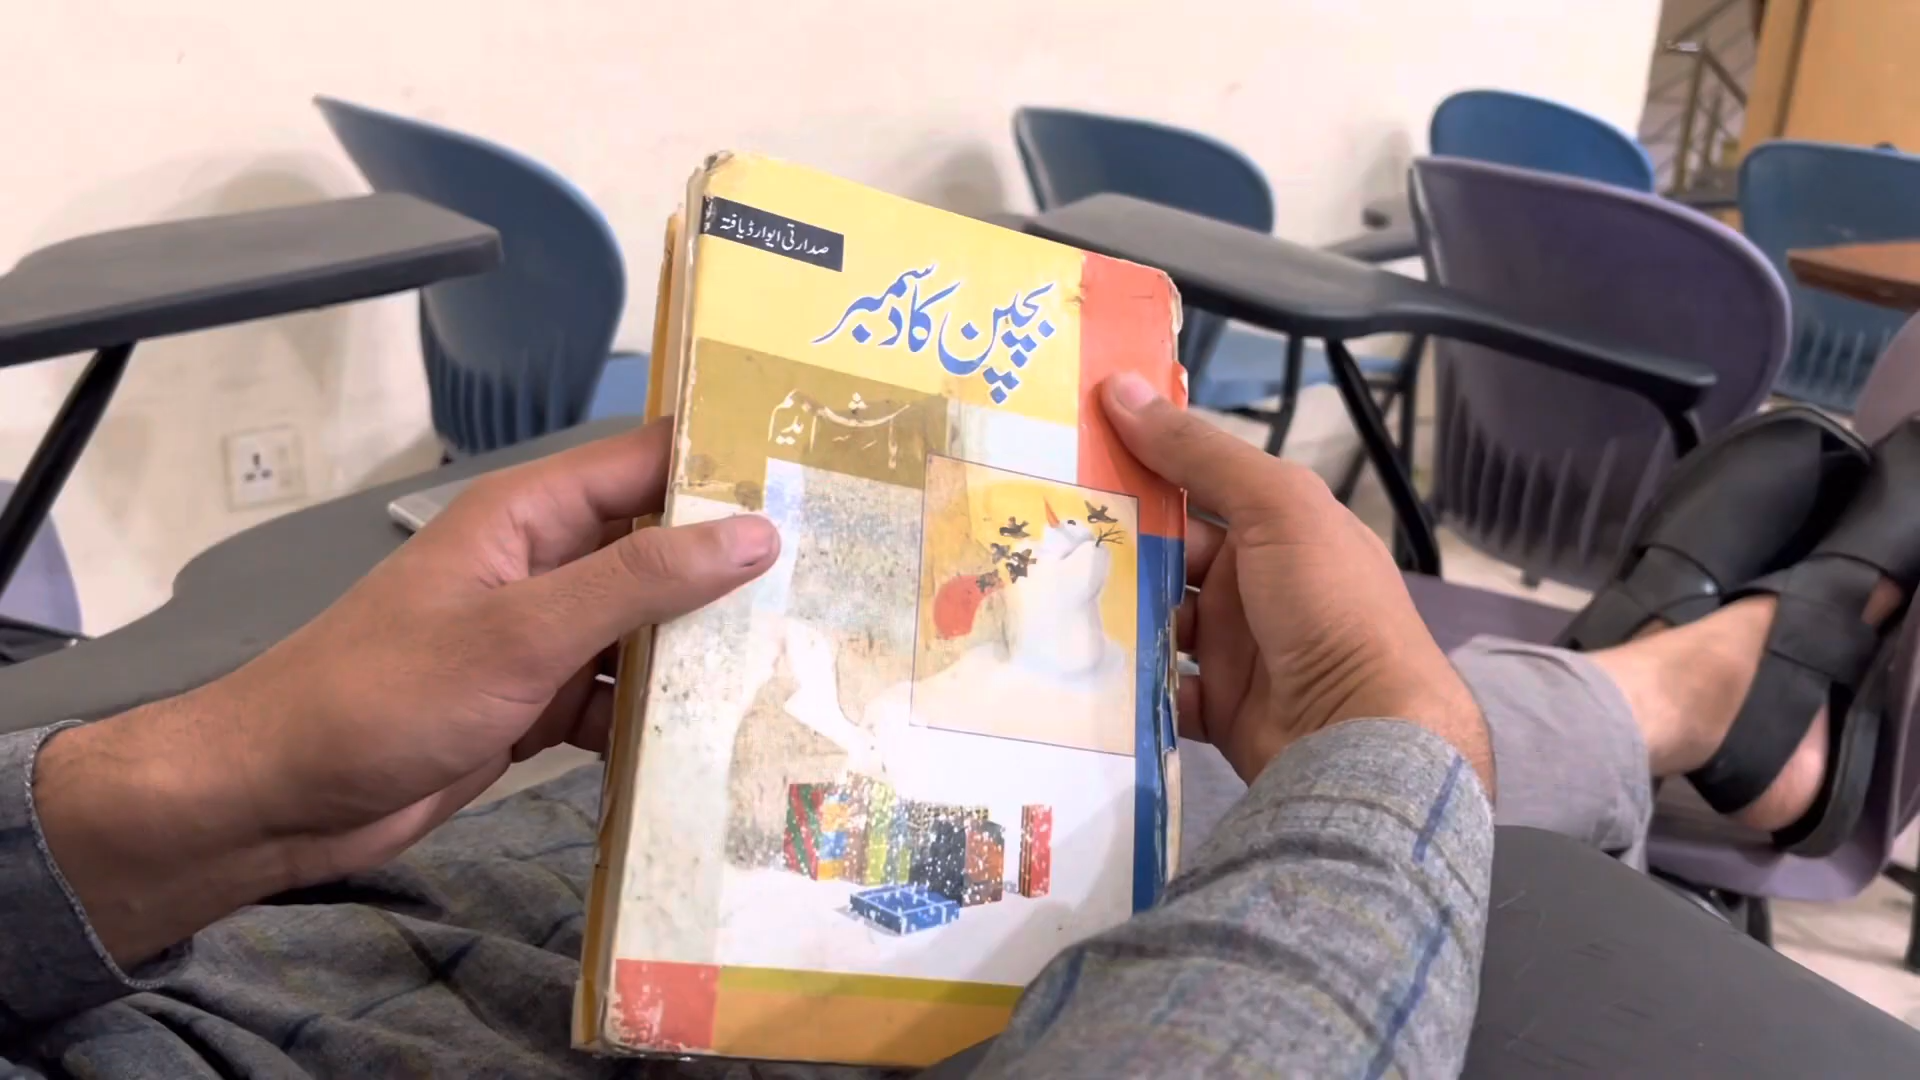 صدارتی ایوارڈ یافتہ
بچپن کا دسمبر
ہاشم ندیم